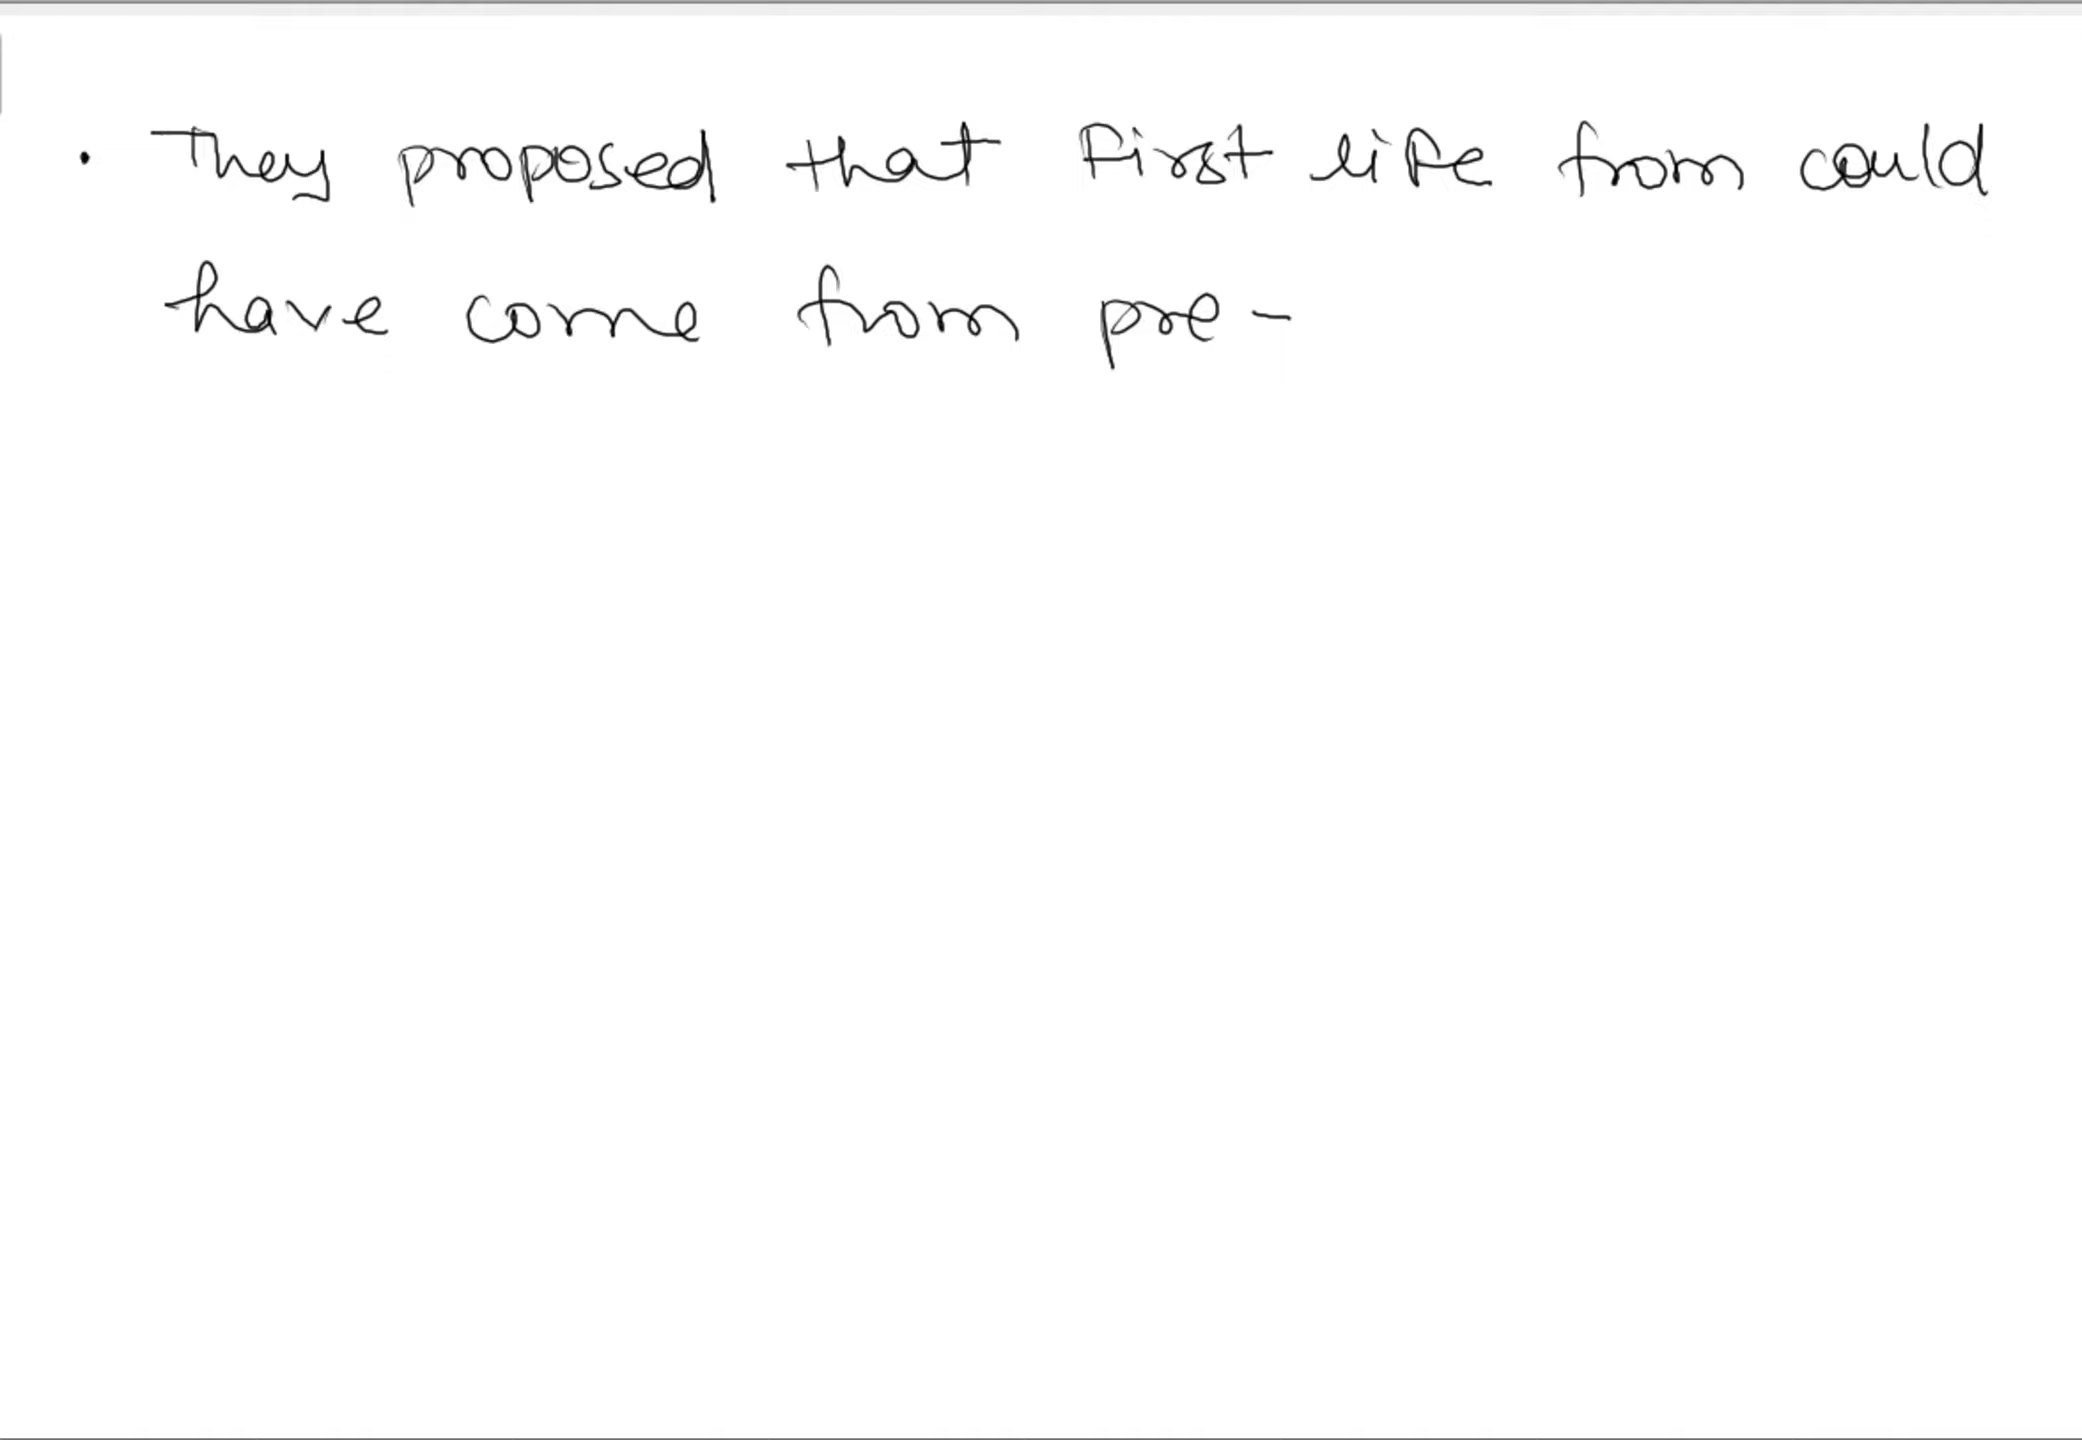 • They proposed that first life from could
have come from pre-